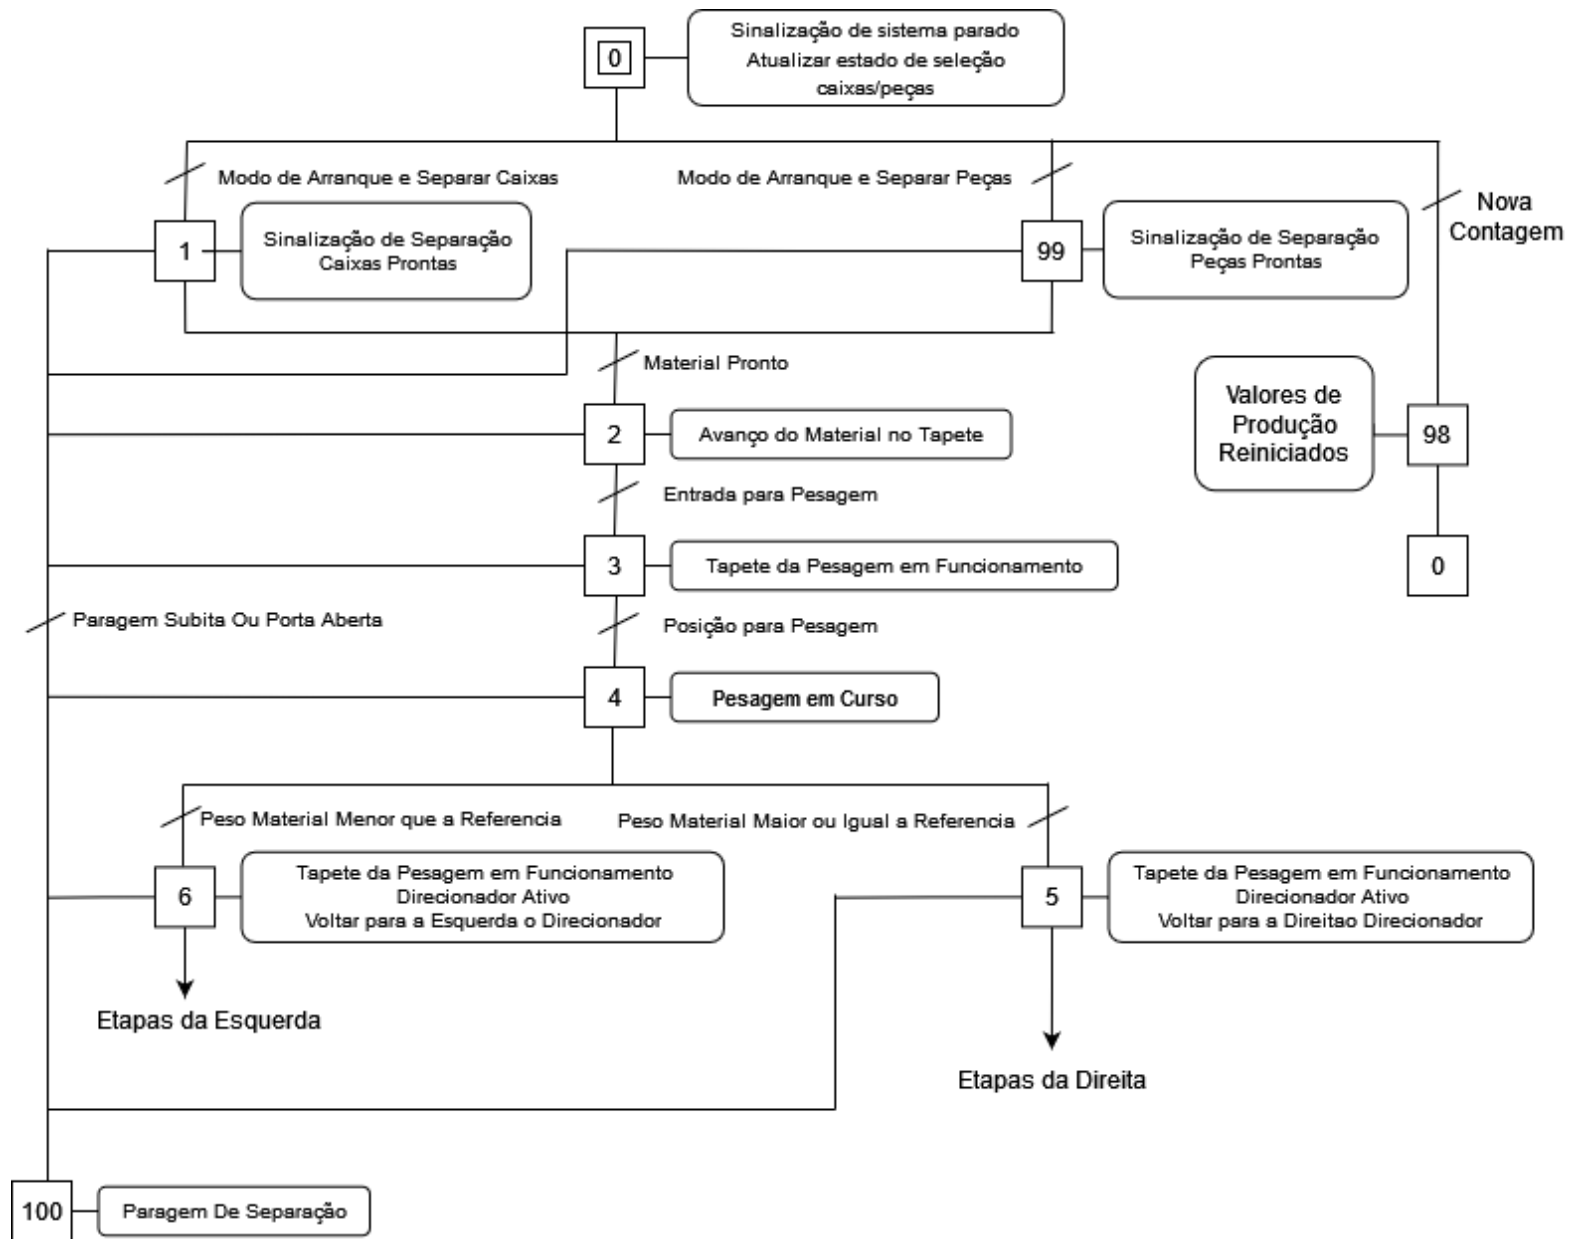 0
Sinalização de sistema parado
Atualizar estado de seleção
caixas/peças
Modo de Arranque e Separar Caixas
Modo de Arranque e Separar Peças
Nova
Contagem
1
Sinalização de Separação
Caixas Prontas
99
Sinalização de Separação
Peças Prontas
Material Pronto
2
Avanço do Material no Tapete
Valores de
Produção
Reiniciados
98
Entrada para Pesagem
3
Tapete da Pesagem em Funcionamento
0
Paragem Subita Ou Porta Aberta
Posição para Pesagem
4
Pesagem em Curso
Peso Material Menor que a Referencia
Peso Material Maior ou Igual a Referencia
6
Tapete da Pesagem em Funcionamento
Direcionador Ativo
Voltar para a Esquerda o Direcionador
5
Tapete da Pesagem em Funcionamento
Direcionador Ativo
Voltar para a Direitao Direcionador
Etapas da Esquerda
Etapas da Direita
100
Paragem De Separação